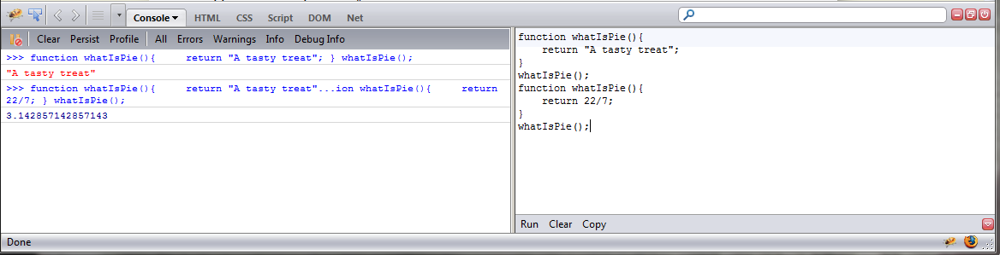 Console HTML CSS Script DOM Net
Clear Persist Profile All Errors Warnings Info Debug Info
>>> function whatIsPie(){     return "A tasty treat"; } whatIsPie();
"A tasty treat"
>>> function whatIsPie(){     return "A tasty treat"...ion whatIsPie(){     return
22/7; } whatIsPie();
3.142857142857143
function whatIsPie(){
    return "A tasty treat";
}
whatIsPie();
function whatIsPie(){
    return 22/7;
}
whatIsPie();
Run Clear Copy
Done